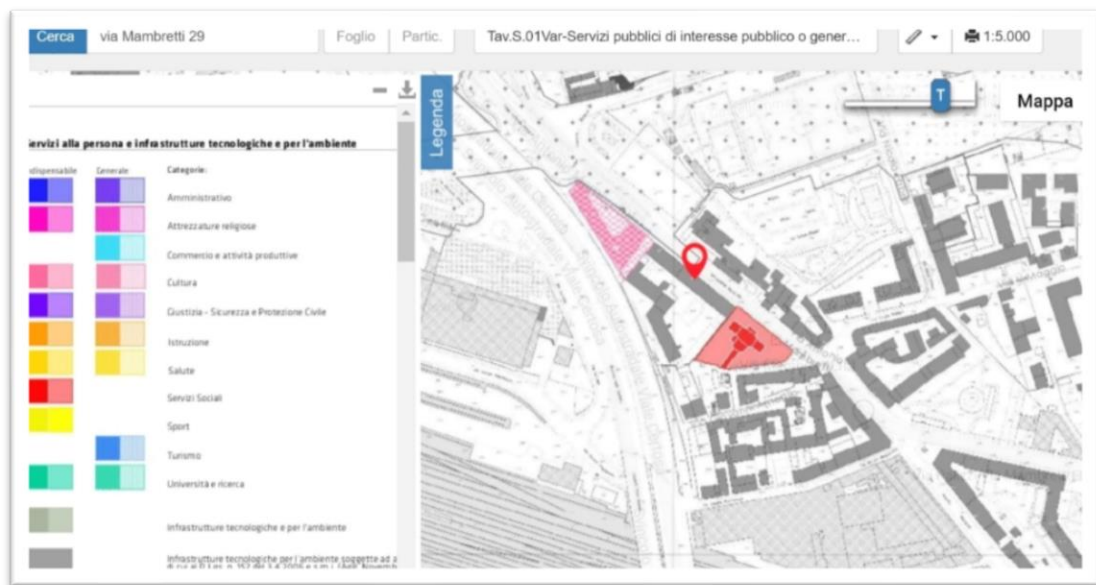 Cerca
via Mambretti 29
Foglio
Partic.
Tav.S.01Var-Servizi pubblici di interesse pubblico o gener...
1:5.000
Legenda
T
Mappa
ervizi alla persona e infrastrutture tecnologiche e per l'ambiente
ndispensabile Generale Categorie:
Amministrativo
Attrezzature religiose
Commercio e attività produttive
Cultura
Giustizia - Sicurezza e Protezione Civile
Istruzione
Salute
Servizi Sociali
Sport
Turismo
Università e ricerca
Infrastrutture tecnologiche e per l'ambiente
Infrastrutture tecnologiche per l'ambiente soggette ad a